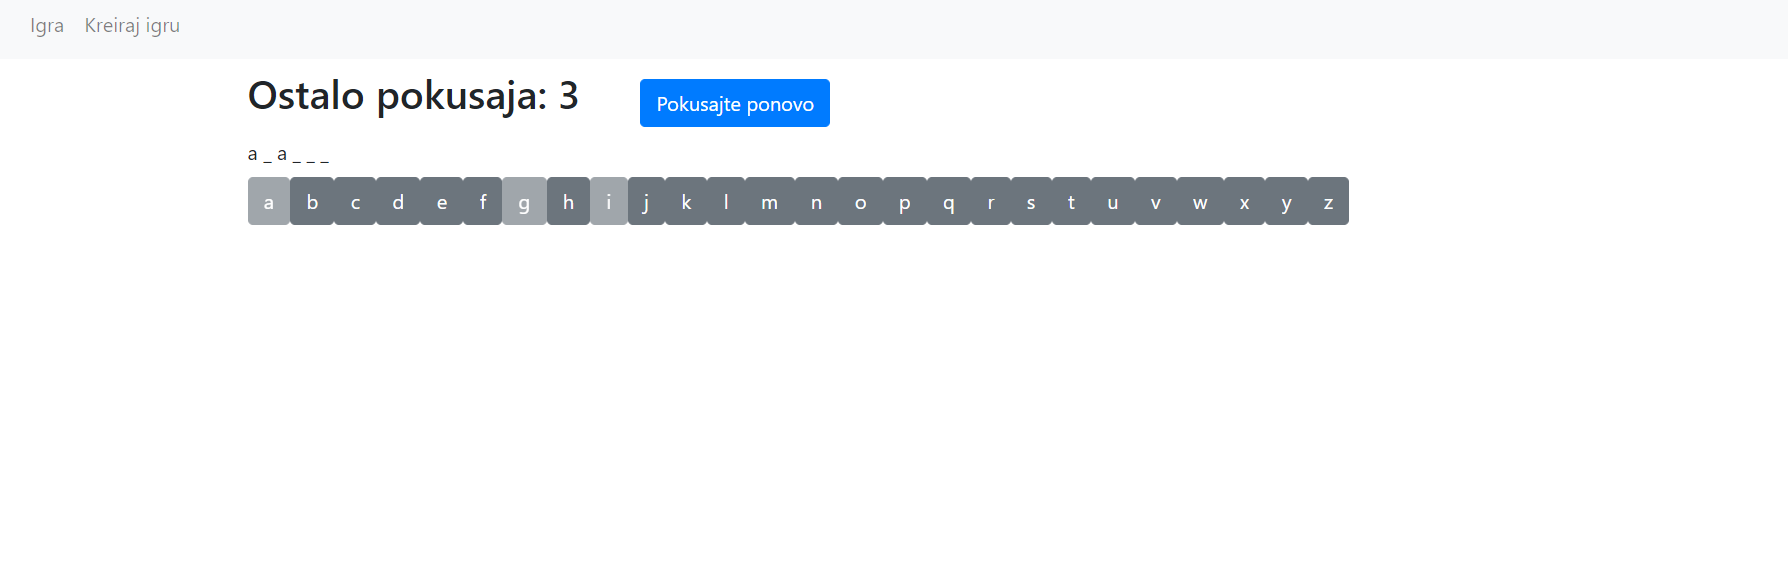 Igra Kreiraj igru
Ostalo pokusaja: 3 Pokusajte ponovo
a _ a _ _ _
a b c d e f g h i j k l m n o p q r s t u v w x y z